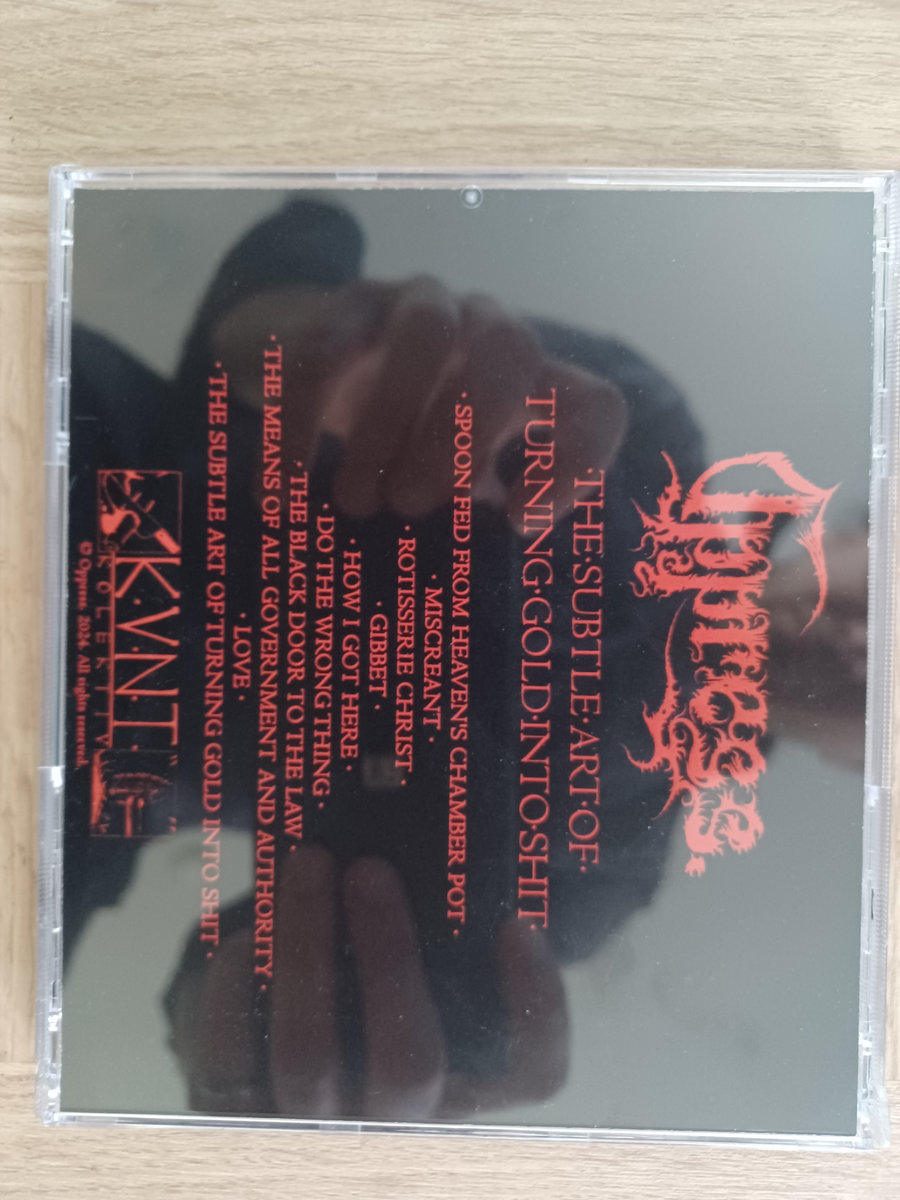 Oppress.
·THE·SUBTLE·ART·OF·
TURNING·GOLD·INTO·SHIT·
· SPOON FED FROM HEAVEN'S CHAMBER POT ·
· MISCREANT ·
· ROTISSERIE CHRIST ·
· GIBBET ·
· HOW I GOT HERE ·
· DO THE WRONG THING ·
· THE BLACK DOOR TO THE LAW ·
· THE MEANS OF ALL GOVERNMENT AND AUTHORITY ·
· LOVE ·
· THE SUBTLE ART OF TURNING GOLD INTO SHIT ·
K.V.N.T.
KOLEKTIV
© Oppress. 2024. All rights reserved.